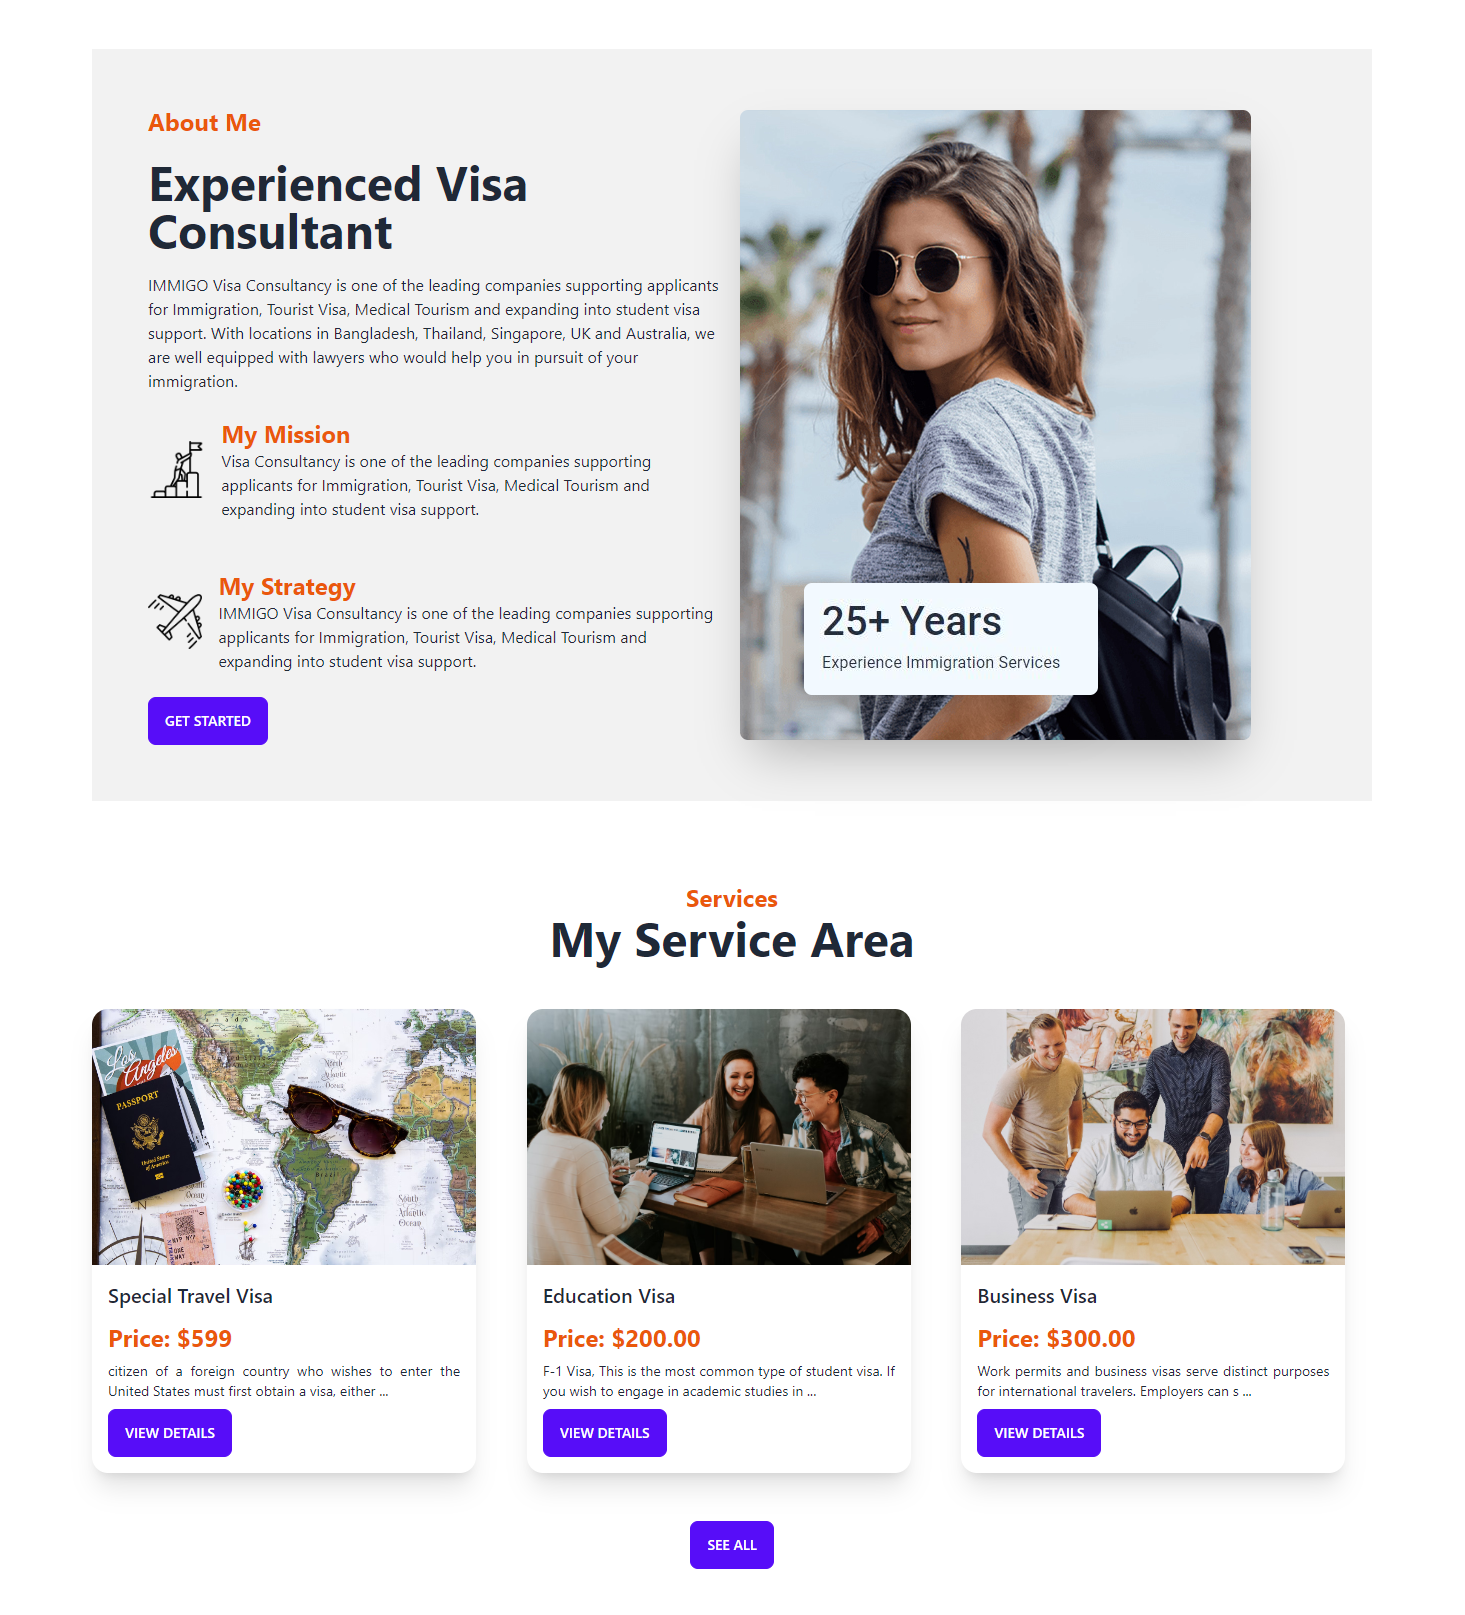 About Me
Experienced Visa
Consultant
IMMIGO Visa Consultancy is one of the leading companies supporting applicants
for Immigration, Tourist Visa, Medical Tourism and expanding into student visa
support. With locations in Bangladesh, Thailand, Singapore, UK and Australia, we
are well equipped with lawyers who would help you in pursuit of your
immigration.
My Mission
Visa Consultancy is one of the leading companies supporting
applicants for Immigration, Tourist Visa, Medical Tourism and
expanding into student visa support.
My Strategy
IMMIGO Visa Consultancy is one of the leading companies supporting
applicants for Immigration, Tourist Visa, Medical Tourism and
expanding into student visa support.
GET STARTED
25+ Years
Experience Immigration Services
Services
My Service Area
Los
Angeles
PASSPORT
United States
of America
North
Atlantic
Ocean
Brazil
South
Atlantic
Ocean
ONE
WAY
Special Travel Visa
Price: $599
citizen of a foreign country who wishes to enter the
United States must first obtain a visa, either ...
VIEW DETAILS
Education Visa
Price: $200.00
F-1 Visa, This is the most common type of student visa. If
you wish to engage in academic studies in ...
VIEW DETAILS
Business Visa
Price: $300.00
Work permits and business visas serve distinct purposes
for international travelers. Employers can s ...
VIEW DETAILS
SEE ALL